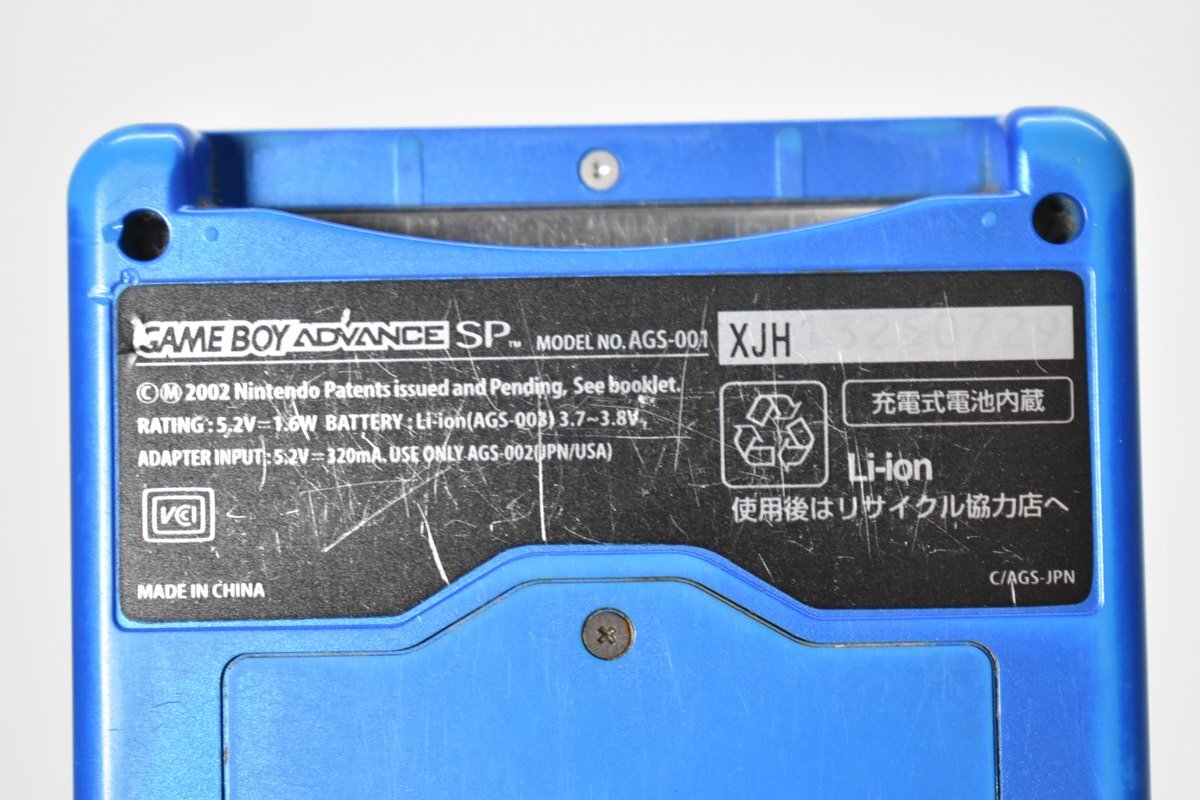 GAME BOY ADVANCE SP™ MODEL NO. AGS-001
XJH
©Ⓜ 2002 Nintendo Patents issued and Pending, See booklet.
RATING : 5.2V⎓1.6W BATTERY : Li-ion(AGS-003) 3.7~3.8V,
ADAPTER INPUT : 5.2V⎓320mA. USE ONLY AGS-002(JPN/USA)
VCI
MADE IN CHINA
充電式電池内蔵
Li-ion
使用後はリサイクル協力店へ
C/AGS-JPN